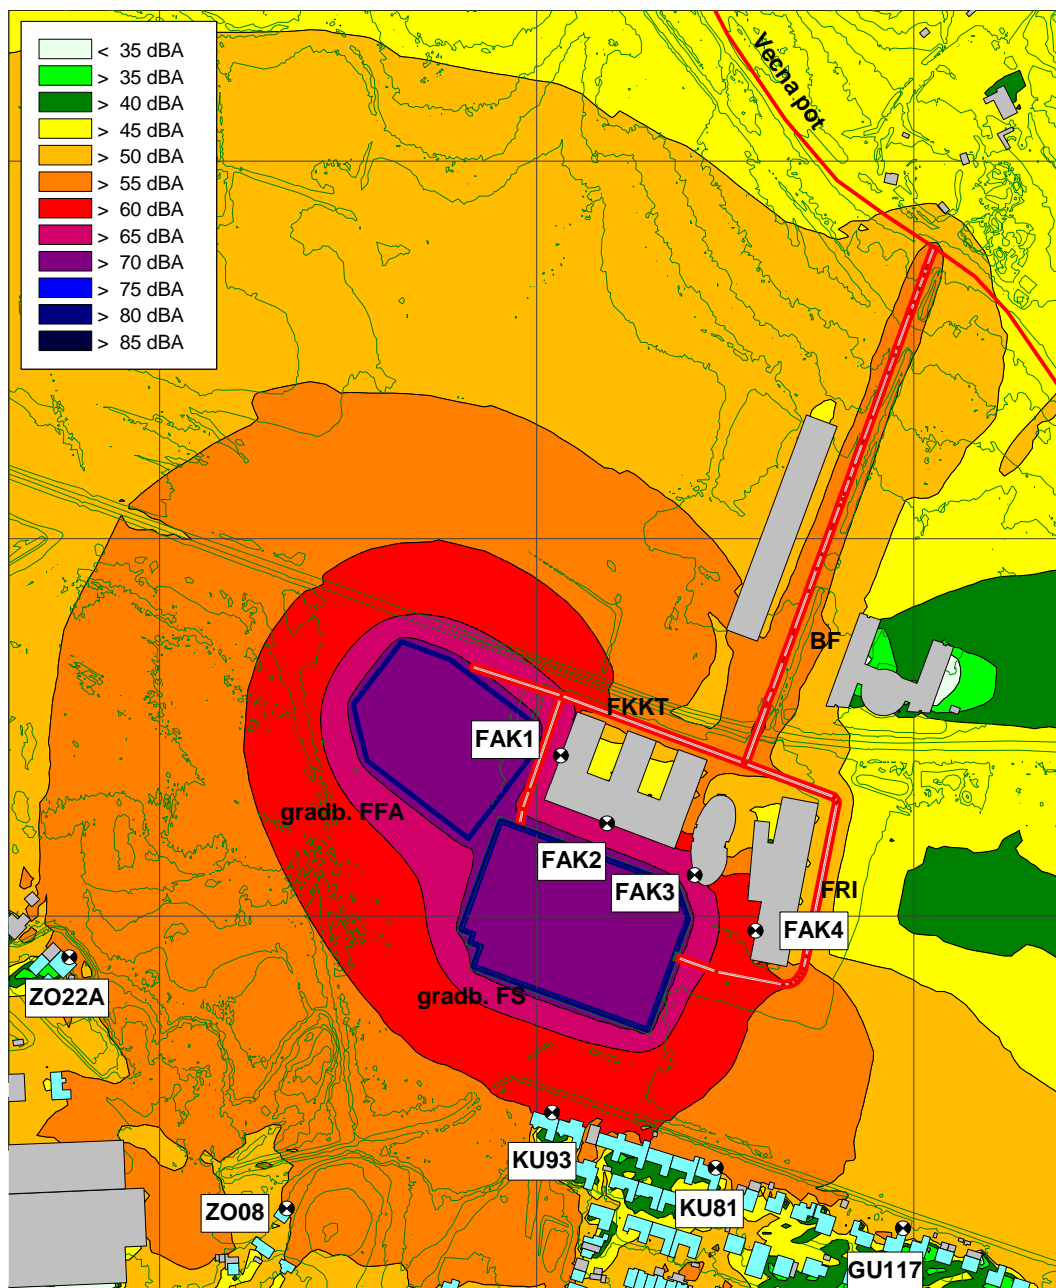 < 35 dBA
> 35 dBA
> 40 dBA
> 45 dBA
> 50 dBA
> 55 dBA
> 60 dBA
> 65 dBA
> 70 dBA
> 75 dBA
> 80 dBA
> 85 dBA
Vecna pot
BF
FKKT
FAK1
gradb. FFA
FAK2
FAK3
FRI
FAK4
ZO22A
gradb. FS
KU93
KU81
ZO08
GU117